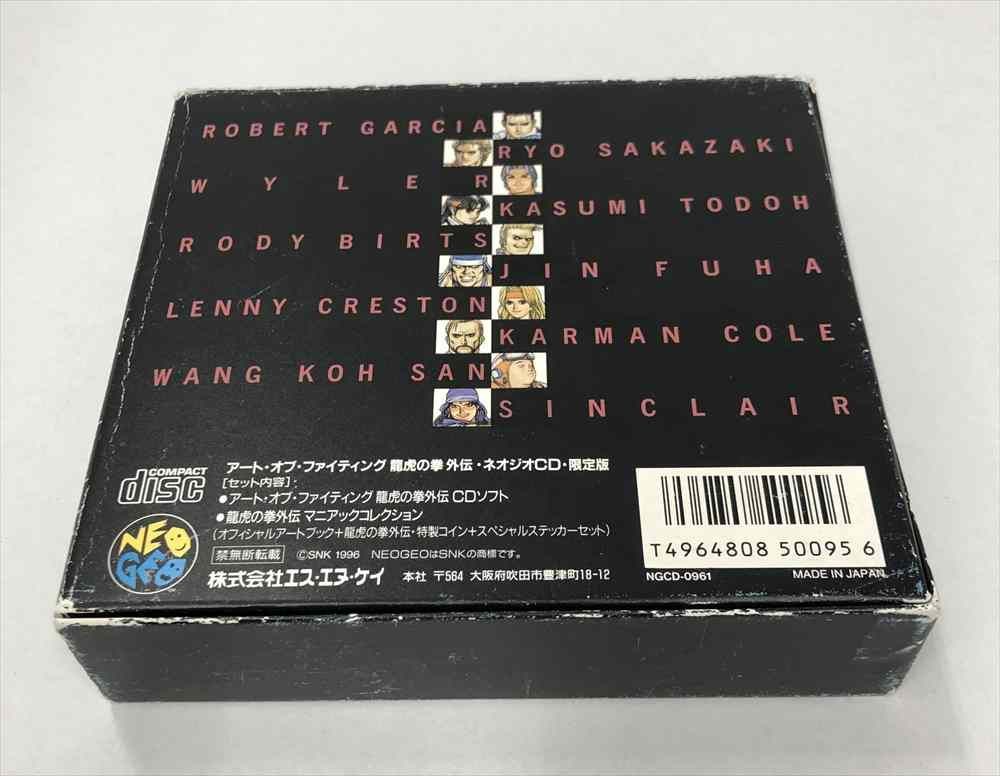 ROBERT GARCIA
RYO SAKAZAKI
WYLER
KASUMI TODOH
RODY BIRTS
JIN FUHA
LENNY CRESTON
KARMAN COLE
WANG KOH SAN
SINCLAIR
COMPACT
disc
アート・オブ・ファイティング 龍虎の拳 外伝・ネオジオCD・限定版
[セット内容]
●アート・オブ・ファイティング 龍虎の拳外伝 CDソフト
●龍虎の拳外伝 マニアックコレクション
(オフィシャルアートブック+龍虎の拳外伝・特製コイン+スペシャルステッカーセット)
NEO
GEO
禁無断転載 ©SNK 1996 NEOGEOはSNKの商標です。
株式会社エス・エヌ・ケイ 本社 〒564 大阪府吹田市豊津町18-12
T4964808 500956
NGCD-0961 MADE IN JAPAN